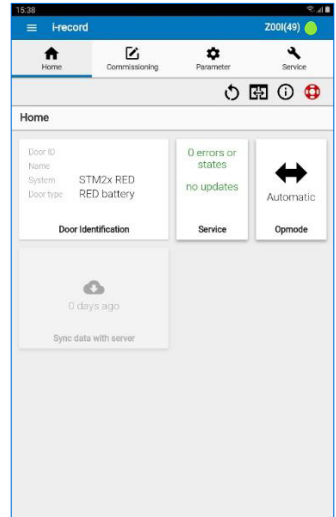 15:38
i-record
ZOOI(49)
Home
Commissioning
Parameter
Service
Home
Door ID
Name
System STM2x RED
Door type RED battery
Door Identification
0 errors or
states
no updates
Service
Automatic
Opmode
0 days ago
Sync data with server